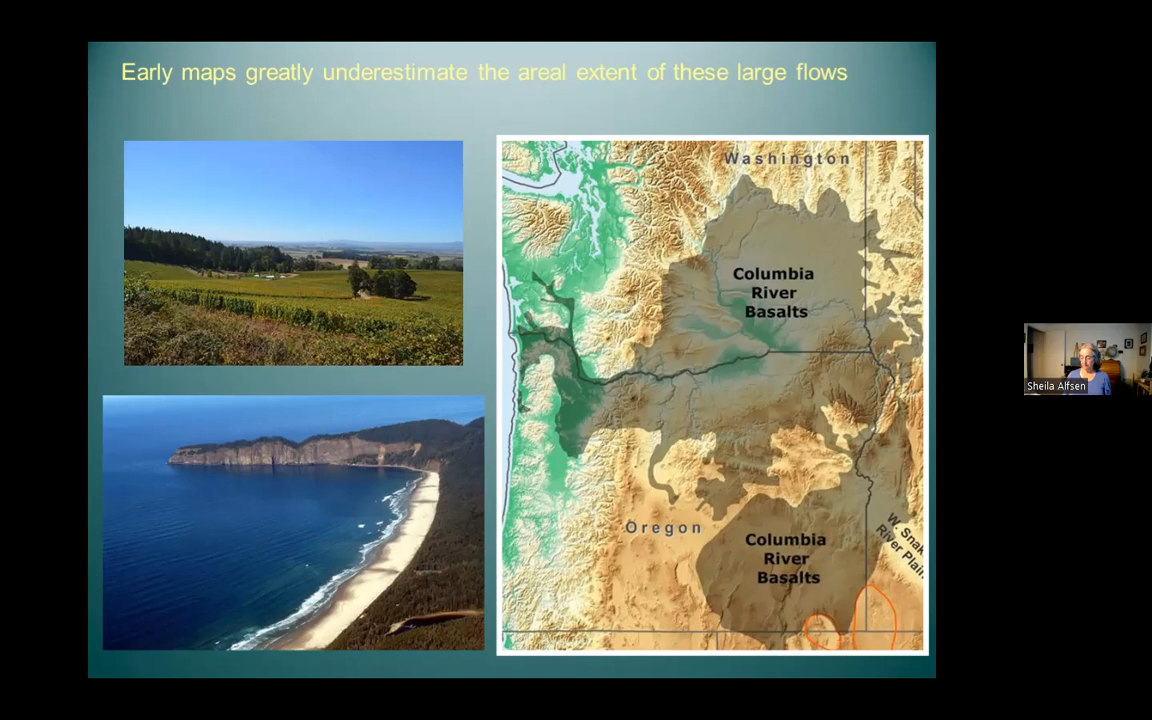 Early maps greatly underestimate the areal extent of these large flows
Washington
Columbia
River
Basalts
Oregon
Columbia
River
Basalts
W. Snak
River Plain
Sheila Alfsen